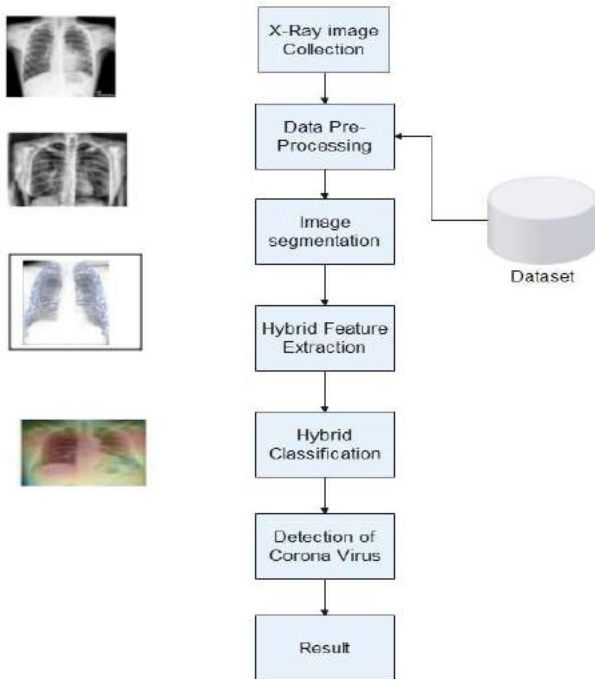 X-Ray image
Collection
Data Pre-
Processing
Image
segmentation
Dataset
Hybrid Feature
Extraction
Hybrid
Classification
Detection of
Corona Virus
Result